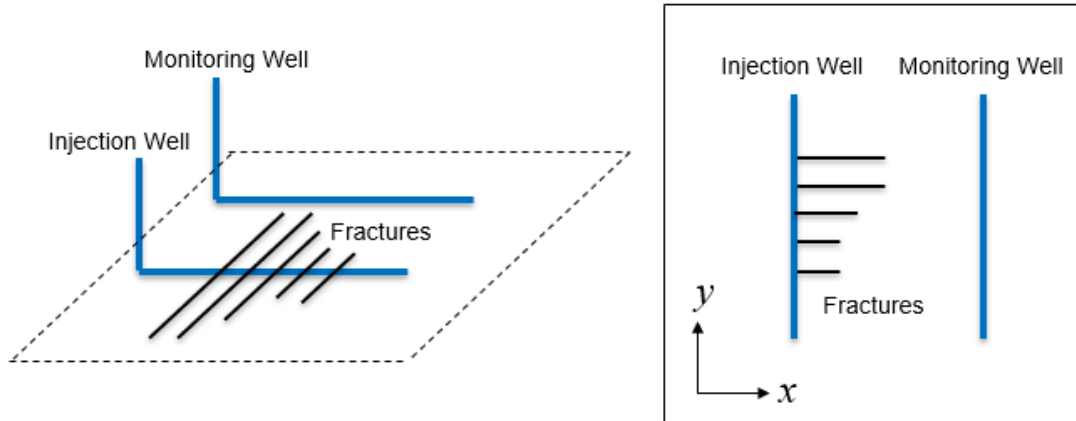 Monitoring Well
Injection Well
Fractures
Injection Well
Monitoring Well
Fractures
y
x